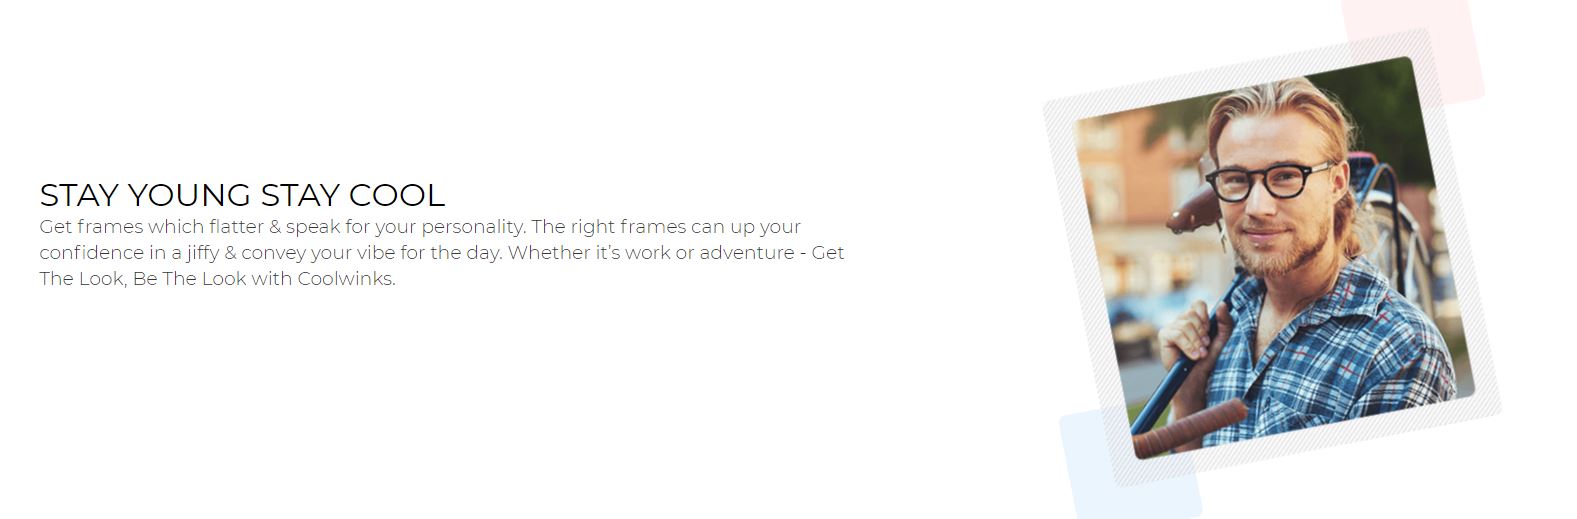 STAY YOUNG STAY COOL
Get frames which flatter & speak for your personality. The right frames can up your
confidence in a jiffy & convey your vibe for the day. Whether it’s work or adventure - Get
The Look, Be The Look with Coolwinks.